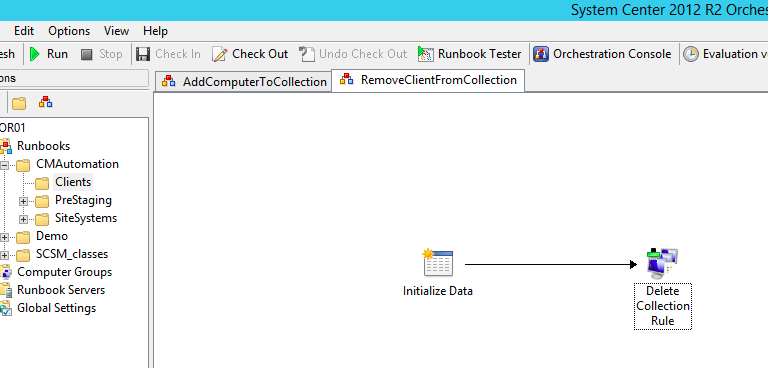 System Center 2012 R2 Orches
Edit Options View Help
esh Run Stop Check In Check Out Undo Check Out Runbook Tester Orchestration Console Evaluation v
ons
AddComputerToCollection RemoveClientFromCollection
OR01
Runbooks
CMAutomation
Clients
PreStaging
SiteSystems
Demo
SCSM_classes
Computer Groups
Runbook Servers
Global Settings
Initialize Data
Delete
Collection
Rule